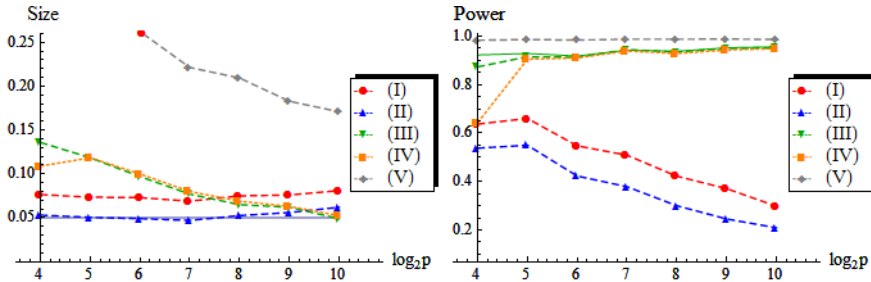 Size
0.25
0.20
0.15
0.10
0.05
4 5 6 7 8 9 10
log₂p
(I)
(II)
(III)
(IV)
(V)
Power
1.0
0.8
0.6
0.4
0.2
4 5 6 7 8 9 10
log₂p
(I)
(II)
(III)
(IV)
(V)